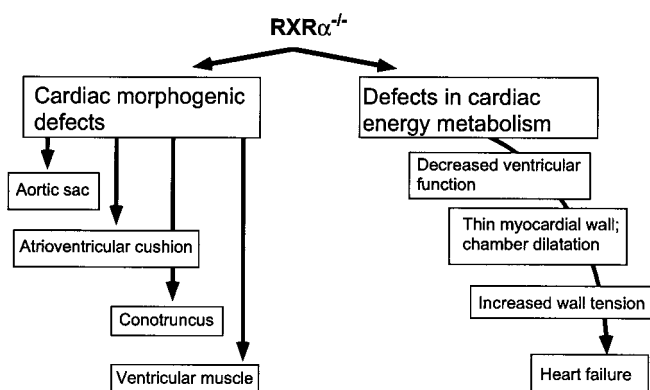 RXRα-/-
Cardiac morphogenic
defects
Aortic sac
Atrioventricular cushion
Conotruncus
Ventricular muscle
Defects in cardiac
energy metabolism
Decreased ventricular
function
Thin myocardial wall;
chamber dilatation
Increased wall tension
Heart failure